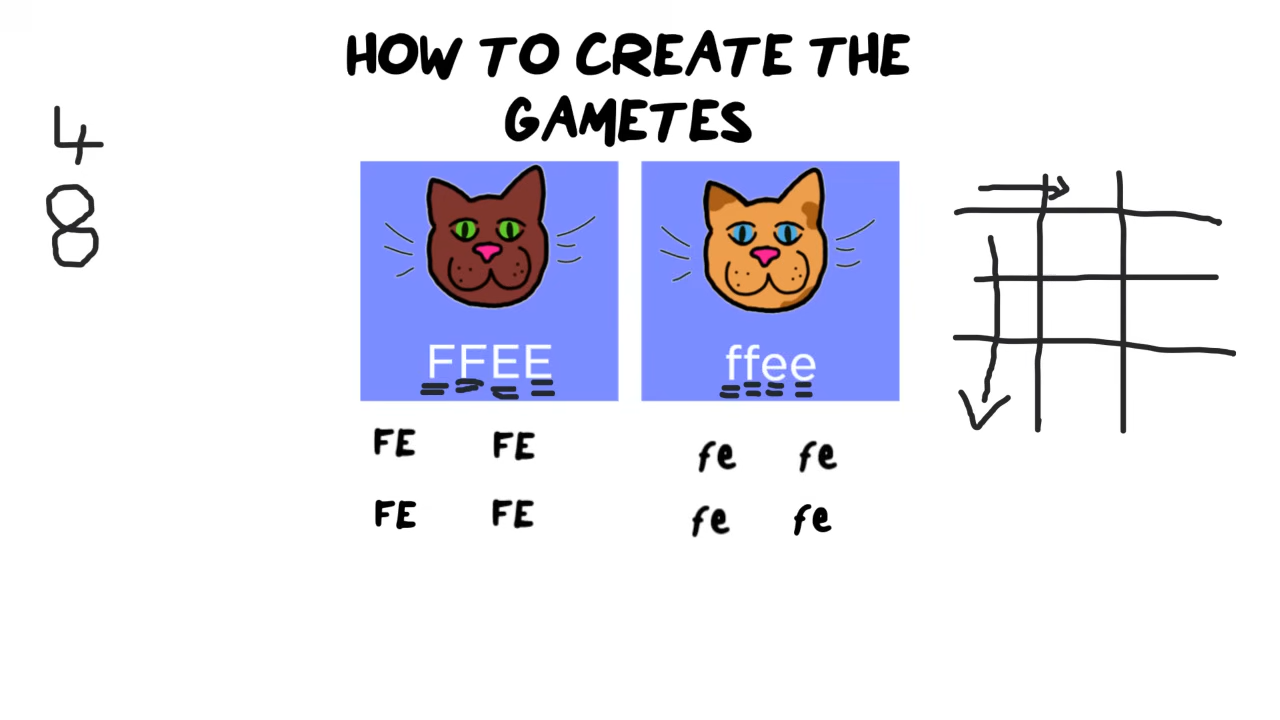 HOW TO CREATE THE
GAMETES
4
8
FFEE
ffee
FE FE
FE FE
fe fe
fe fe